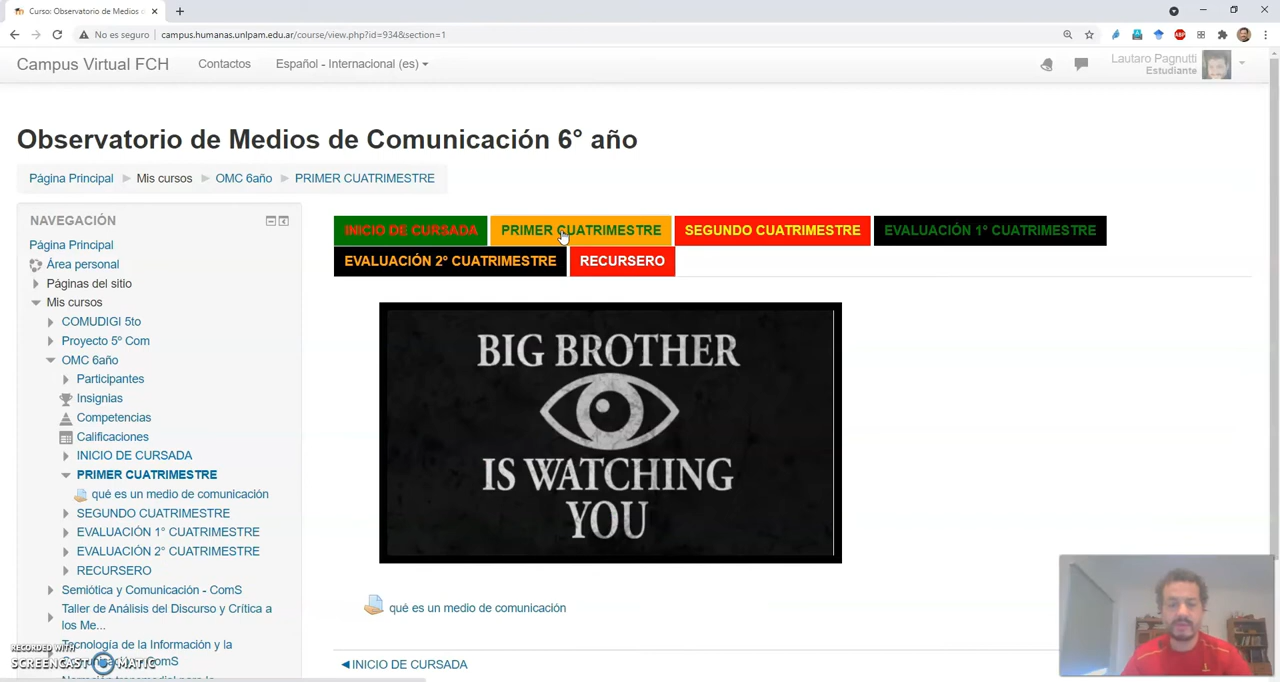 Curso: Observatorio de Medios d
No es seguro | campus.humanas.unlpam.edu.ar/course/view.php?id=934&section=1
Campus Virtual FCH
Contactos
Español - Internacional (es)
Lautaro Pagnutti
Estudiante
Observatorio de Medios de Comunicación 6° año
Página Principal
Mis cursos
OMC 6año
PRIMER CUATRIMESTRE
NAVEGACIÓN
Página Principal
Área personal
Páginas del sitio
Mis cursos
COMUDIGI 5to
Proyecto 5º Com
OMC 6año
Participantes
Insignias
Competencias
Calificaciones
INICIO DE CURSADA
PRIMER CUATRIMESTRE
qué es un medio de comunicación
SEGUNDO CUATRIMESTRE
EVALUACIÓN 1° CUATRIMESTRE
EVALUACIÓN 2° CUATRIMESTRE
RECURSERO
Semiótica y Comunicación - ComS
Taller de Análisis del Discurso y Crítica a
los Me...
Tecnología de la Información y la
ComS
RECORDED WITH
SCREENCAST MATIC
INICIO DE CURSADA
PRIMER CUATRIMESTRE
SEGUNDO CUATRIMESTRE
EVALUACIÓN 1° CUATRIMESTRE
EVALUACIÓN 2° CUATRIMESTRE
RECURSERO
BIG BROTHER
IS WATCHING
YOU
qué es un medio de comunicación
INICIO DE CURSADA